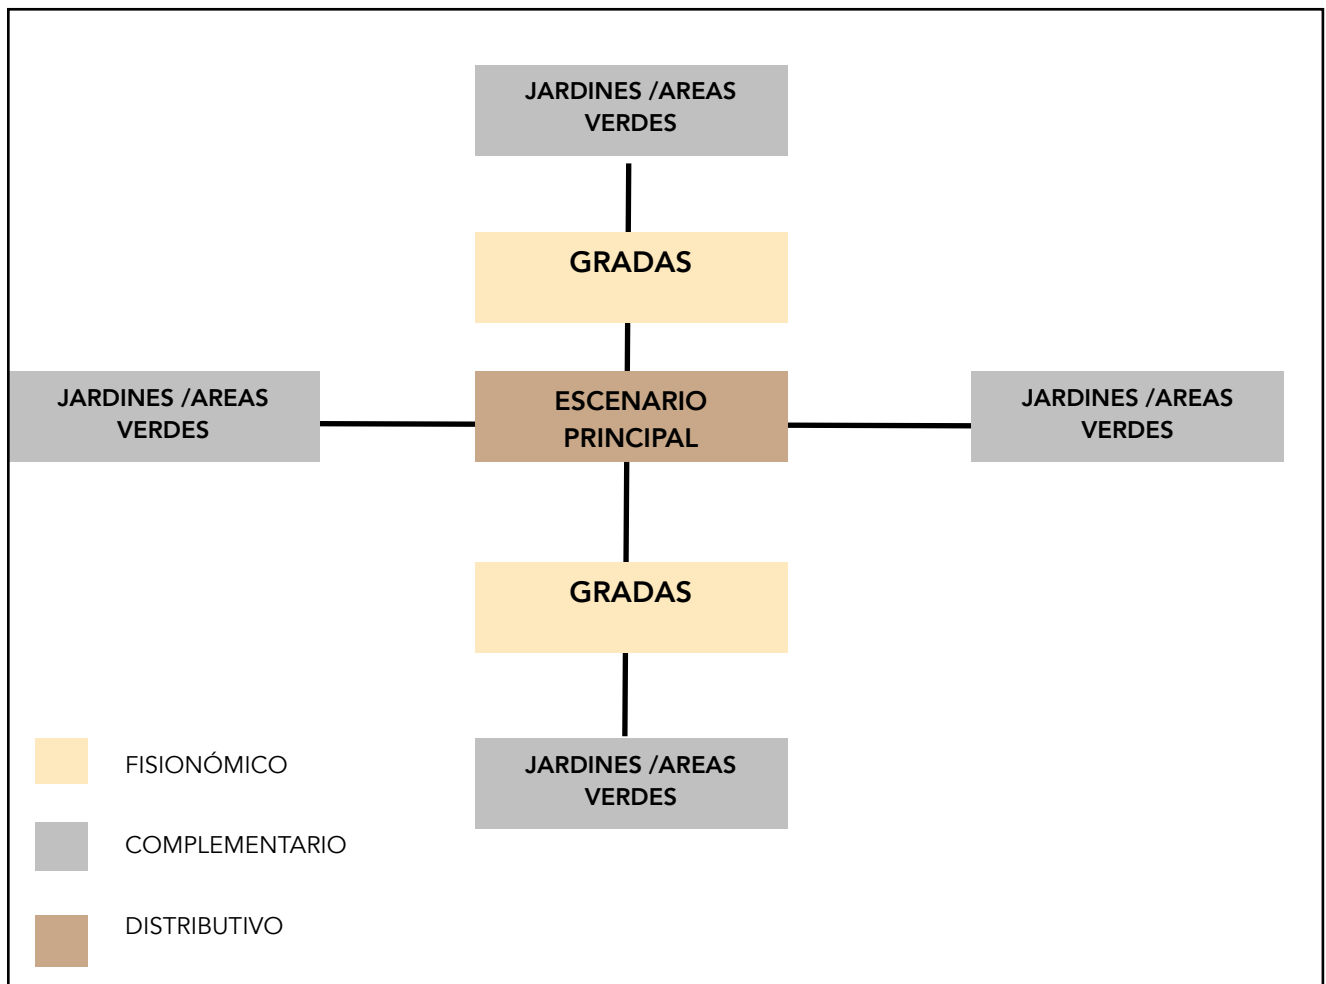 JARDINES /AREAS
VERDES
GRADAS
JARDINES /AREAS
VERDES
ESCENARIO
PRINCIPAL
JARDINES /AREAS
VERDES
GRADAS
JARDINES /AREAS
VERDES
FISIONÓMICO
COMPLEMENTARIO
DISTRIBUTIVO